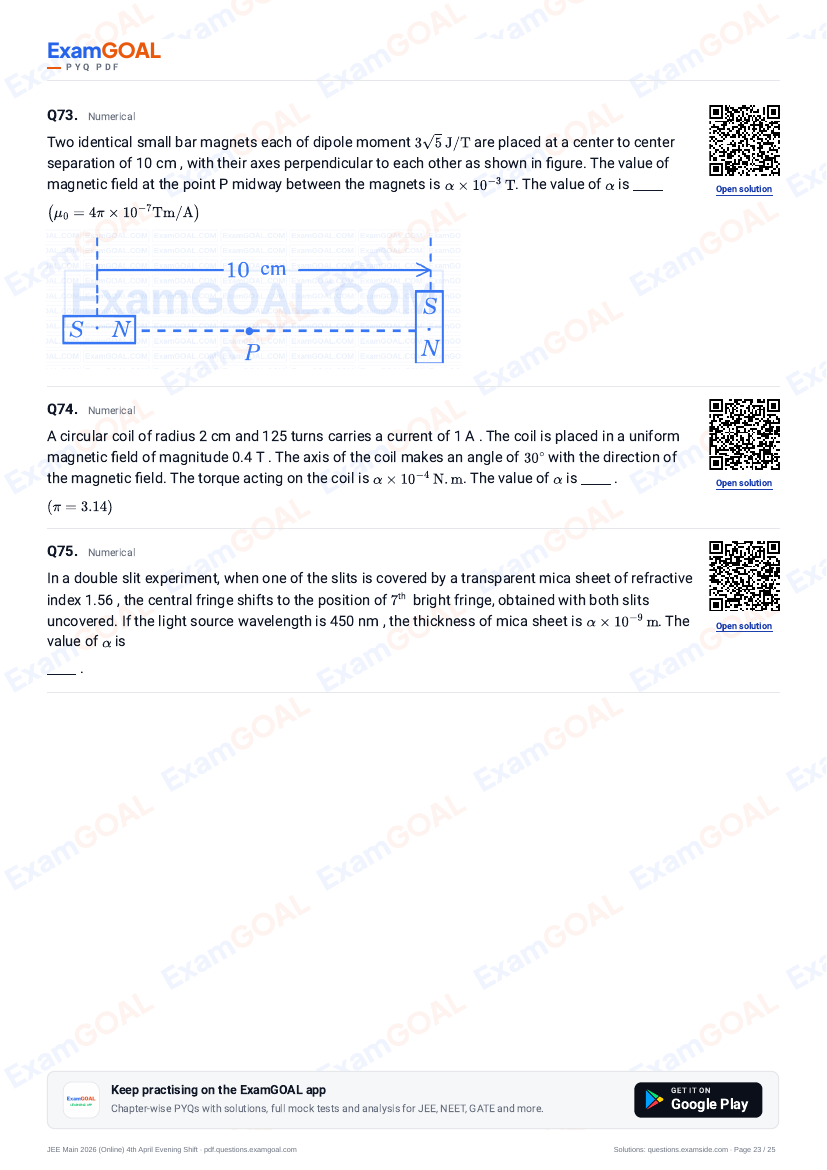 ExamGOAL
PYQ PDF
Q73. Numerical
Two identical small bar magnets each of dipole moment 3√5 J/T are placed at a center to center
separation of 10 cm , with their axes perpendicular to each other as shown in figure. The value of
magnetic field at the point P midway between the magnets is α × 10⁻³ T. The value of α is ____
(μ₀ = 4π × 10⁻⁷Tm/A)
Open solution
10 cm
ExamGOAL.COM
S · N
P
S
·
N
Q74. Numerical
A circular coil of radius 2 cm and 125 turns carries a current of 1 A . The coil is placed in a uniform
magnetic field of magnitude 0.4 T . The axis of the coil makes an angle of 30° with the direction of
the magnetic field. The torque acting on the coil is α × 10⁻⁴ N. m. The value of α is ____ .
(π = 3.14)
Open solution
Q75. Numerical
In a double slit experiment, when one of the slits is covered by a transparent mica sheet of refractive
index 1.56 , the central fringe shifts to the position of 7ᵗʰ bright fringe, obtained with both slits
uncovered. If the light source wavelength is 450 nm , the thickness of mica sheet is α × 10⁻⁹ m. The
value of α is
____ .
Open solution
ExamGOAL
Keep practising on the ExamGOAL app
Chapter-wise PYQs with solutions, full mock tests and analysis for JEE, NEET, GATE and more.
GET IT ON
Google Play
JEE Main 2026 (Online) 4th April Evening Shift · pdf.questions.examgoal.com
Solutions: questions.examside.com · Page 23 / 25